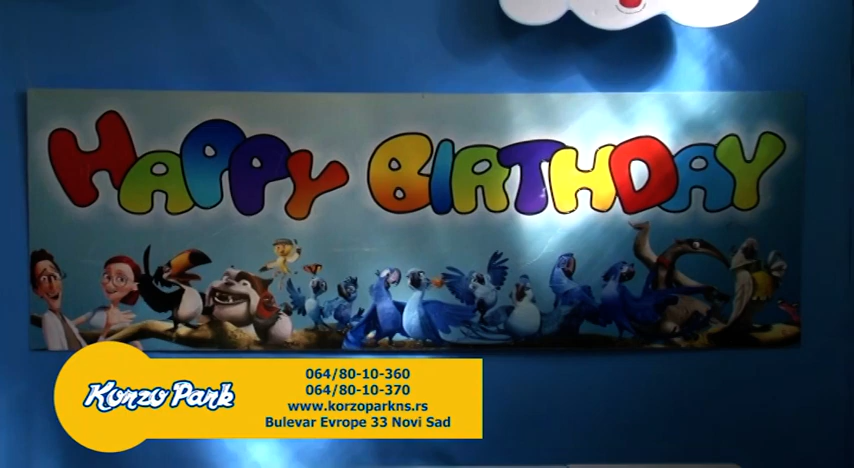 HAPPY BIRTHDAY
Korzo Park
064/80-10-360
064/80-10-370
www.korzoparkns.rs
Bulevar Evrope 33 Novi Sad